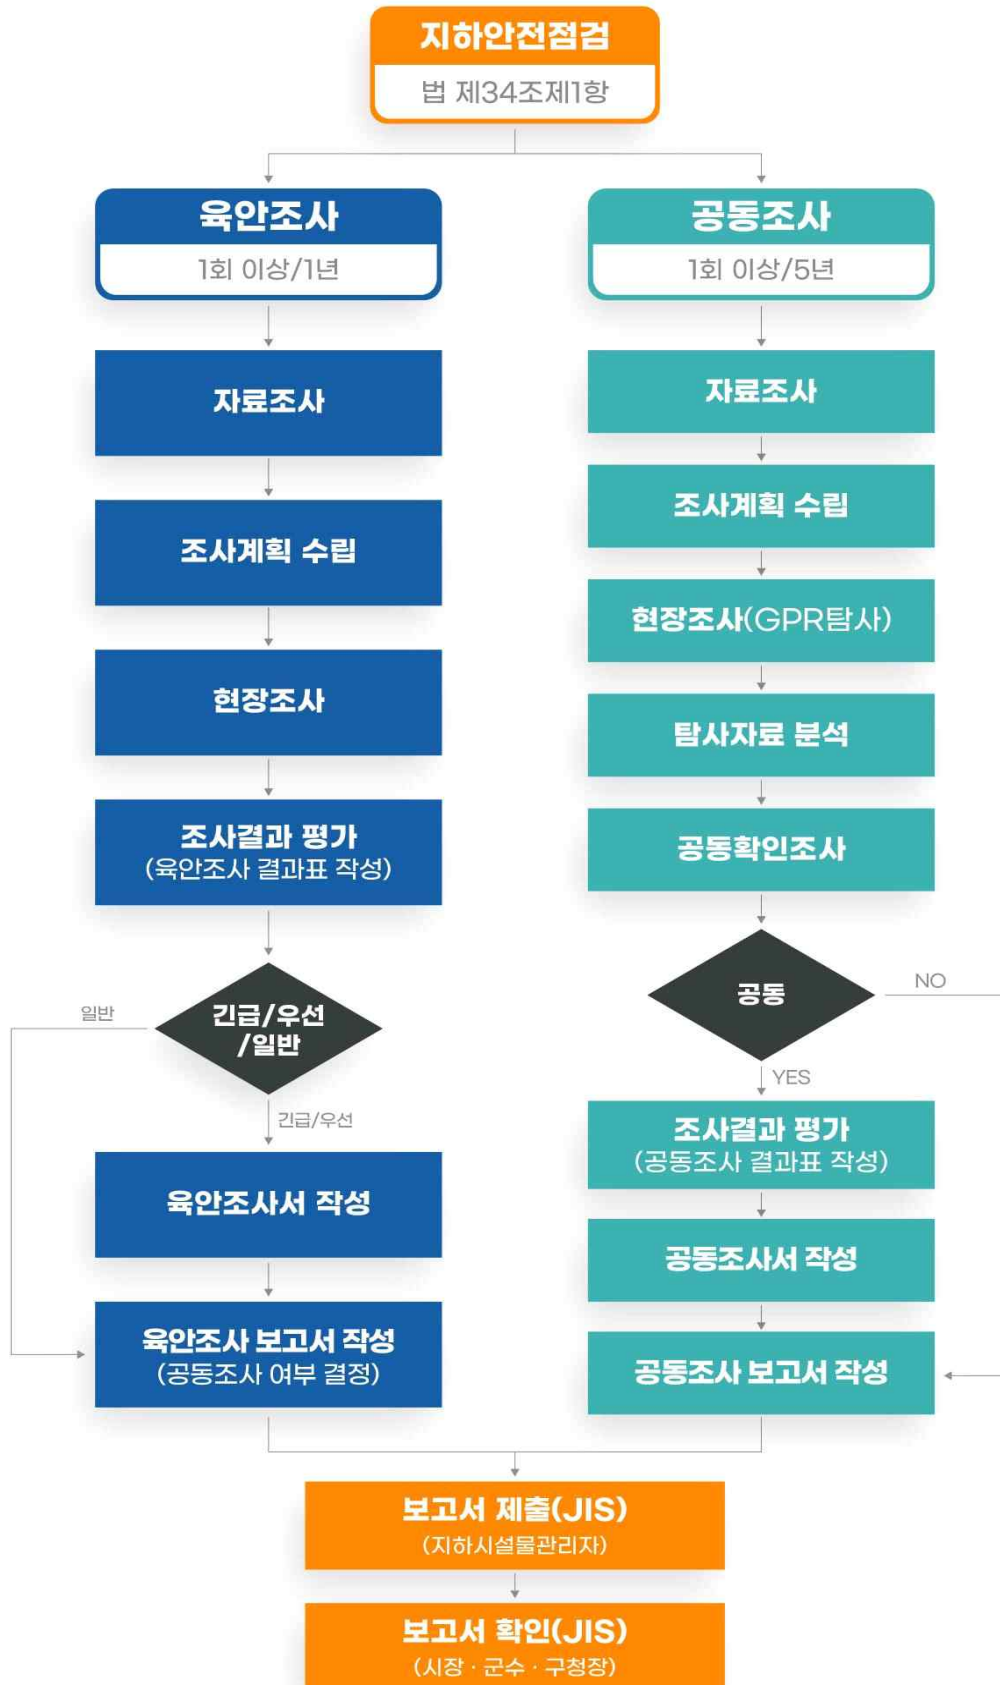 지하안전점검
법 제34조제1항
육안조사
1회 이상/1년
자료조사
조사계획 수립
현장조사
조사결과 평가
(육안조사 결과표 작성)
긴급/우선
/일반
일반
긴급/우선
육안조사서 작성
육안조사 보고서 작성
(공동조사 여부 결정)
공동조사
1회 이상/5년
자료조사
조사계획 수립
현장조사(GPR탐사)
탐사자료 분석
공동확인조사
공동
NO
YES
조사결과 평가
(공동조사 결과표 작성)
공동조사서 작성
공동조사 보고서 작성
보고서 제출(JIS)
(지하시설물관리자)
보고서 확인(JIS)
(시장 · 군수 · 구청장)